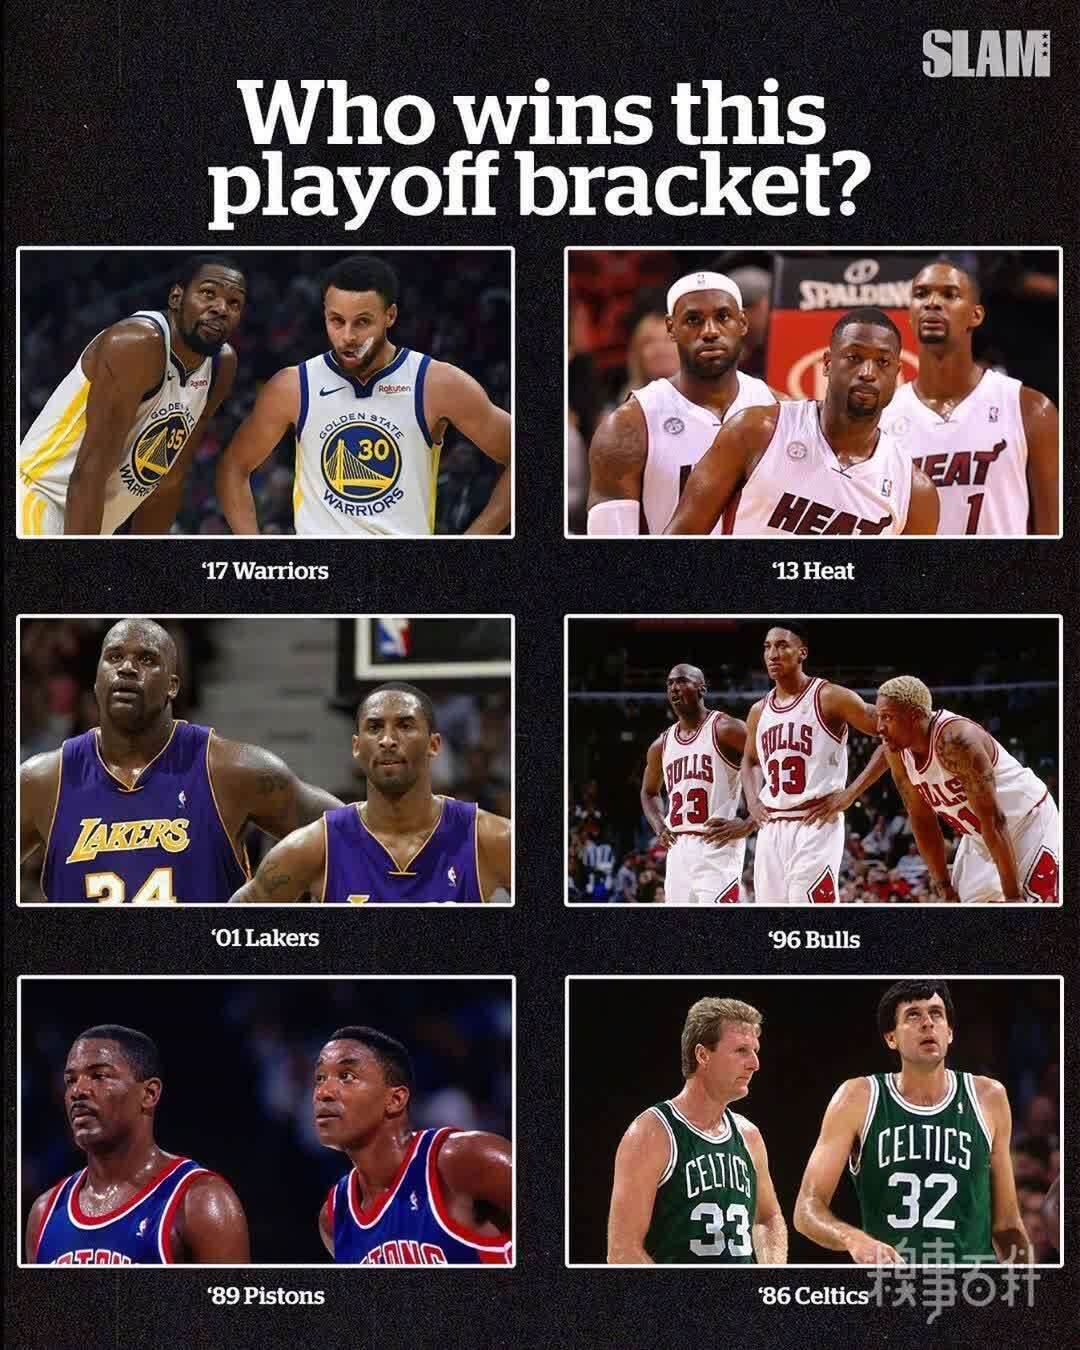 SLAM
Who wins this
playoff bracket?
Rakuten
GOLDEN STATE
35
WARRIORS
Rakuten
GOLDEN STATE
30
WARRIORS
SPALDING
HEAT
HEAT
1
'17 Warriors
'13 Heat
LAKERS
34
BULLS
23
BULLS
33
'01 Lakers
'96 Bulls
CELTICS
33
CELTICS
32
'89 Pistons
'86 Celtics
糗事百科